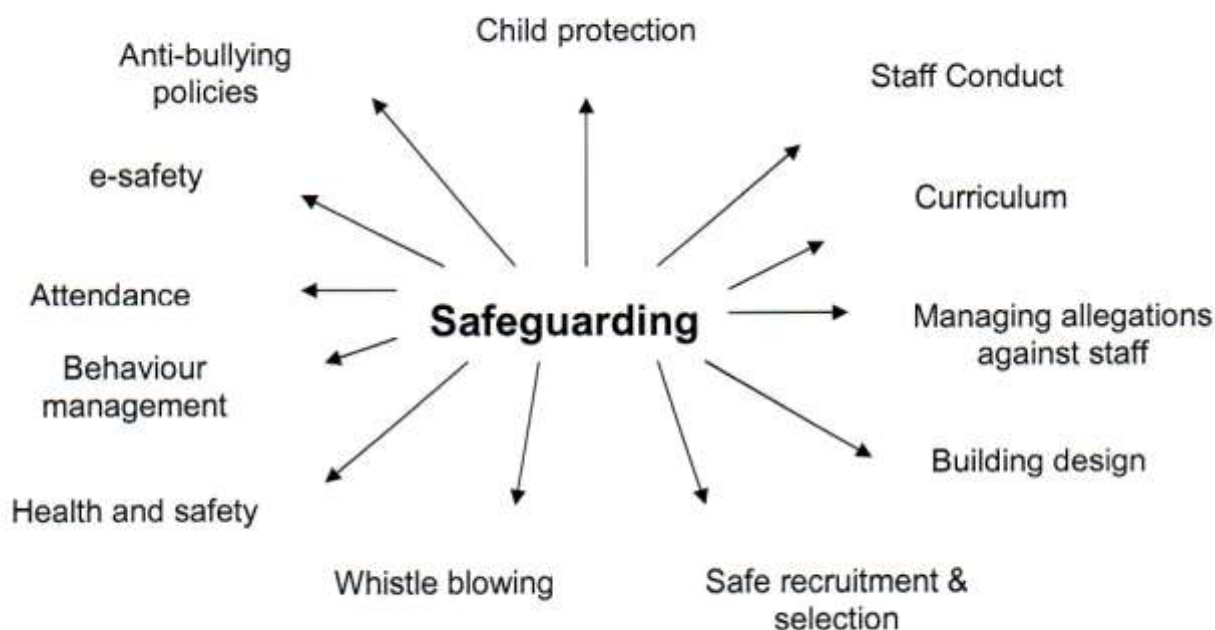 Child protection
Anti-bullying
policies
Staff Conduct
e-safety
Curriculum
Attendance
Safeguarding
Managing allegations
against staff
Behaviour
management
Building design
Health and safety
Whistle blowing
Safe recruitment &
selection